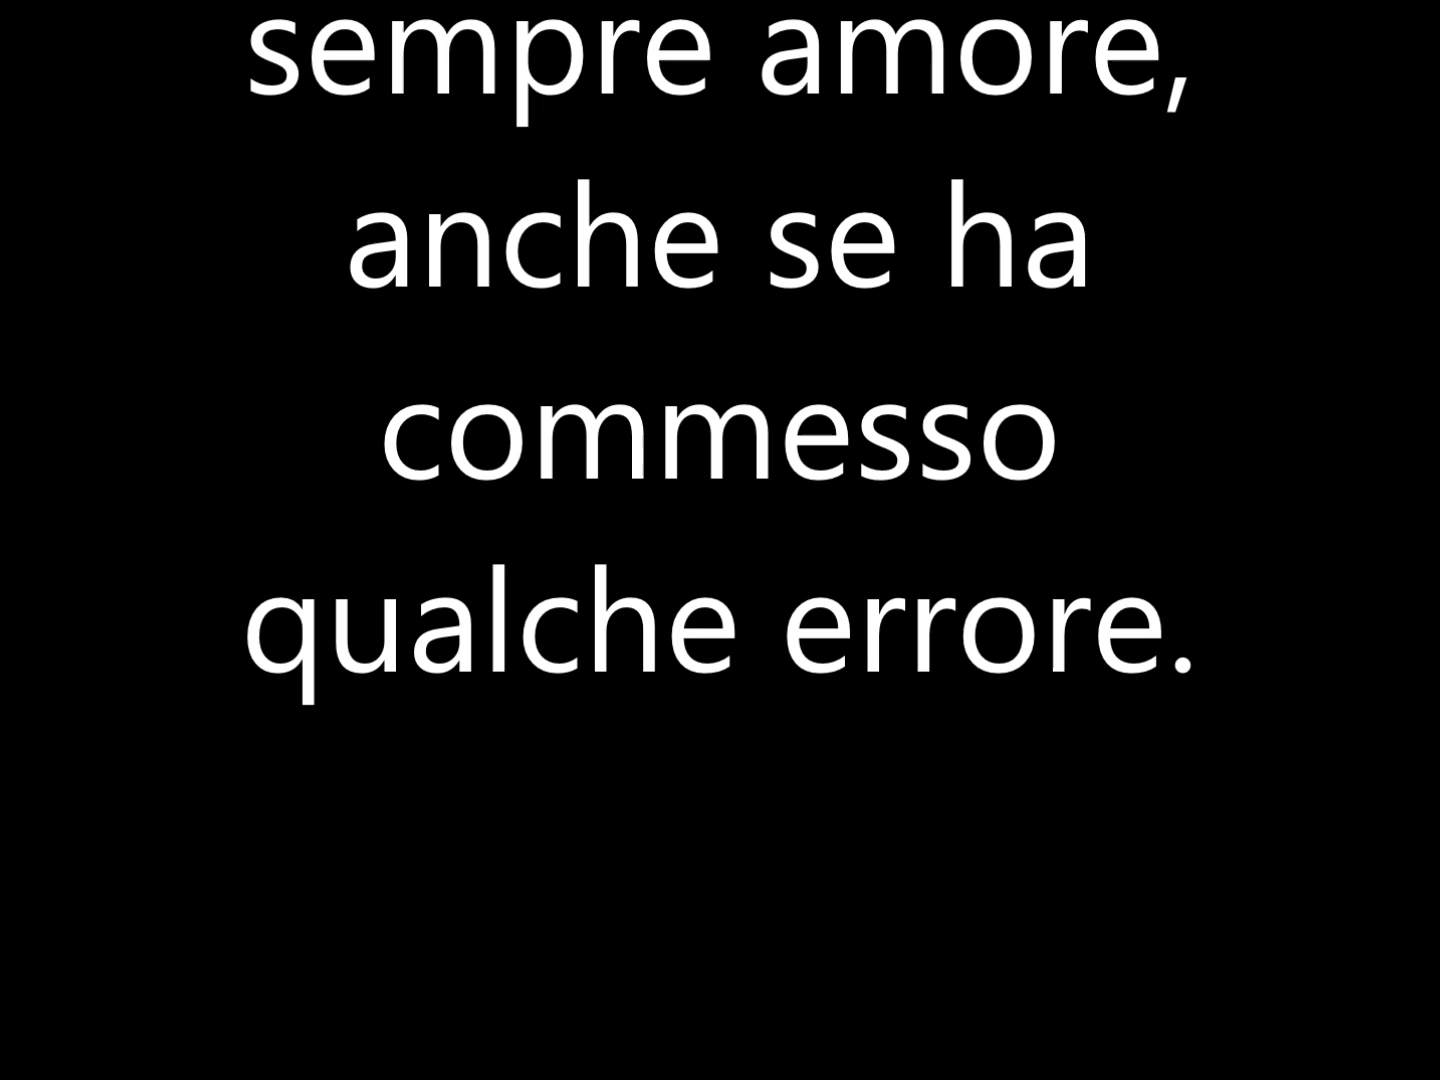 sempre amore,
anche se ha
commesso
qualche errore.